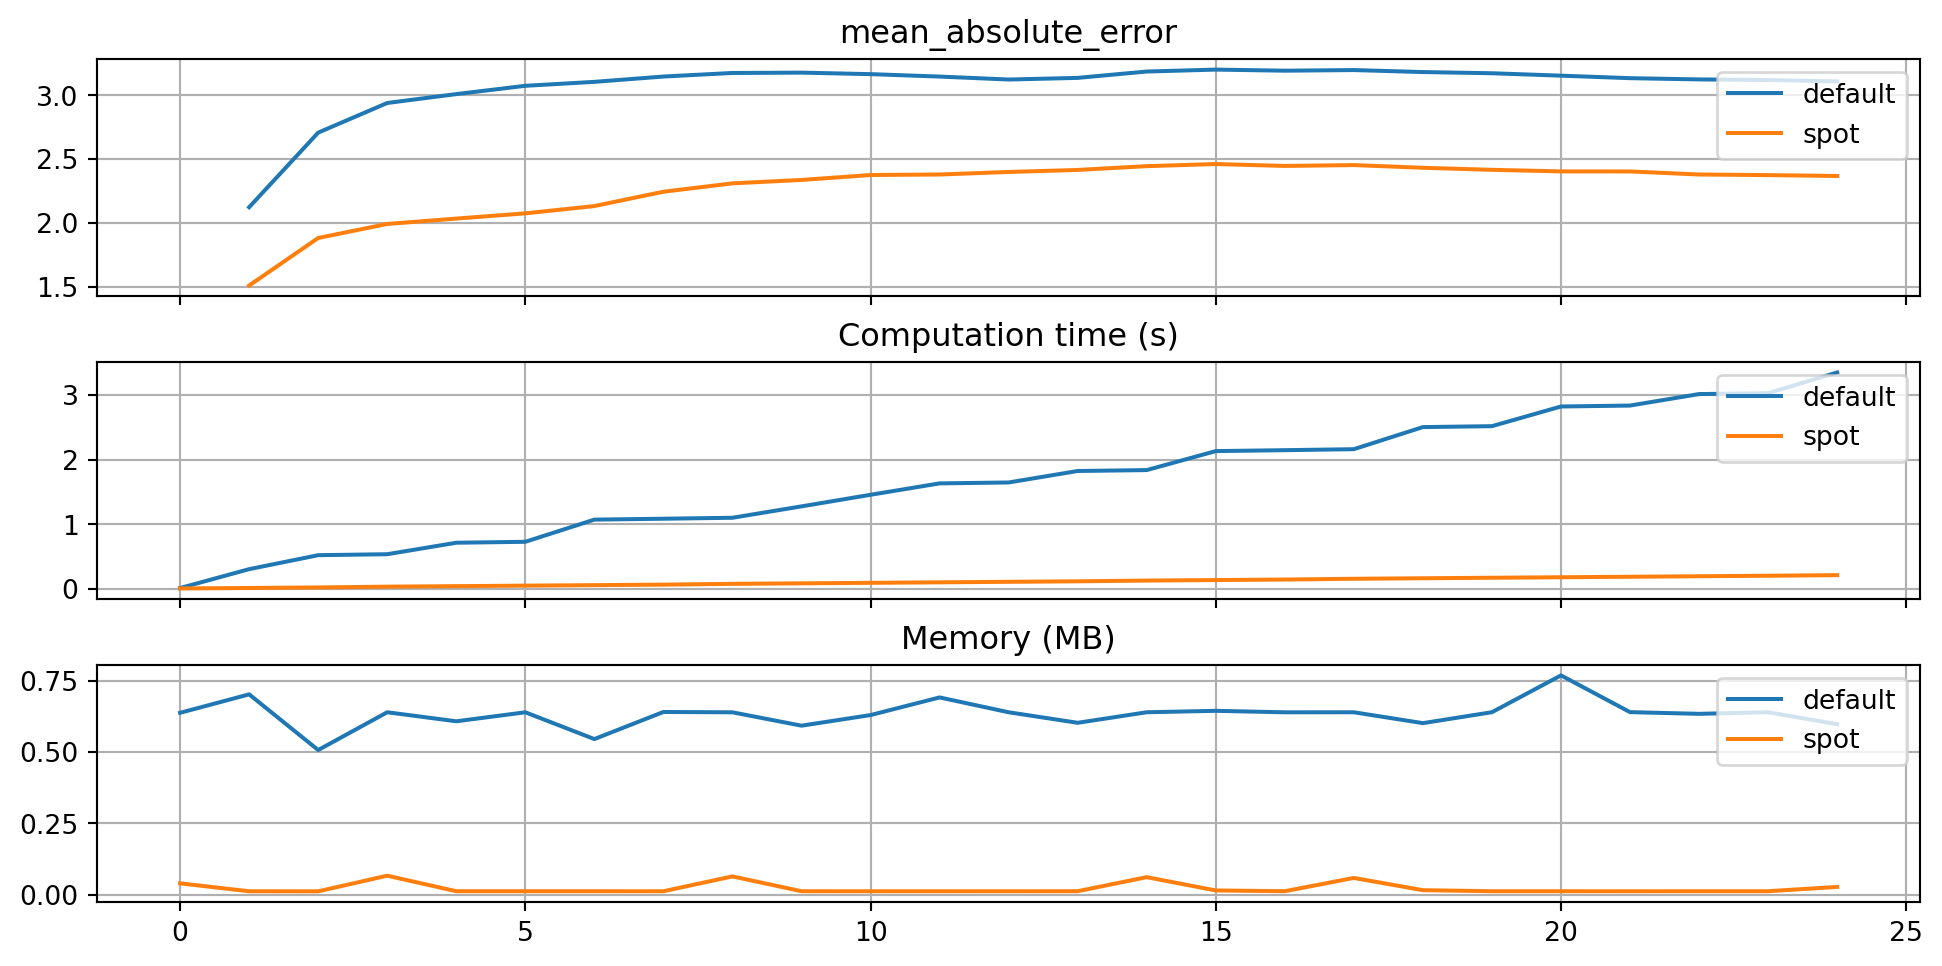 mean_absolute_error
3.0
2.5
2.0
1.5
default
spot
Computation time (s)
3
2
1
0
default
spot
Memory (MB)
0.75
0.50
0.25
0.00
default
spot
0 5 10 15 20 25